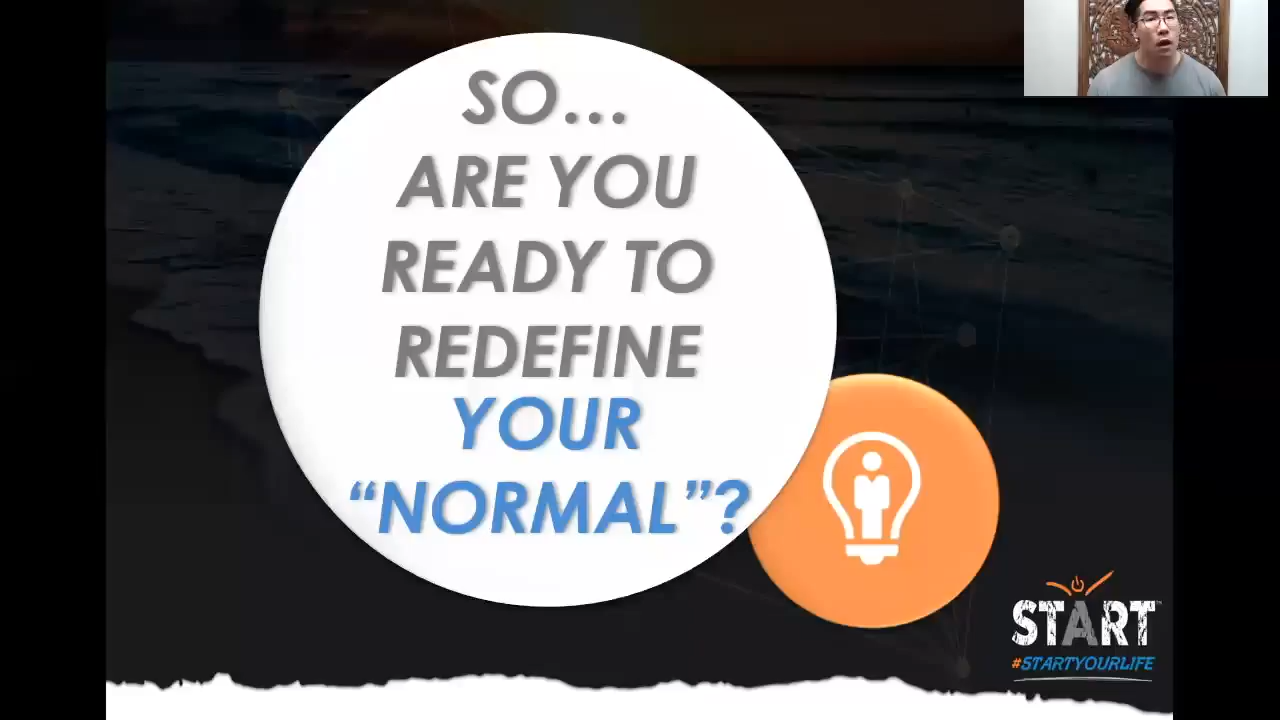 SO...
ARE YOU
READY TO
REDEFINE
YOUR
“NORMAL”?
START
#STARTYOURLIFE